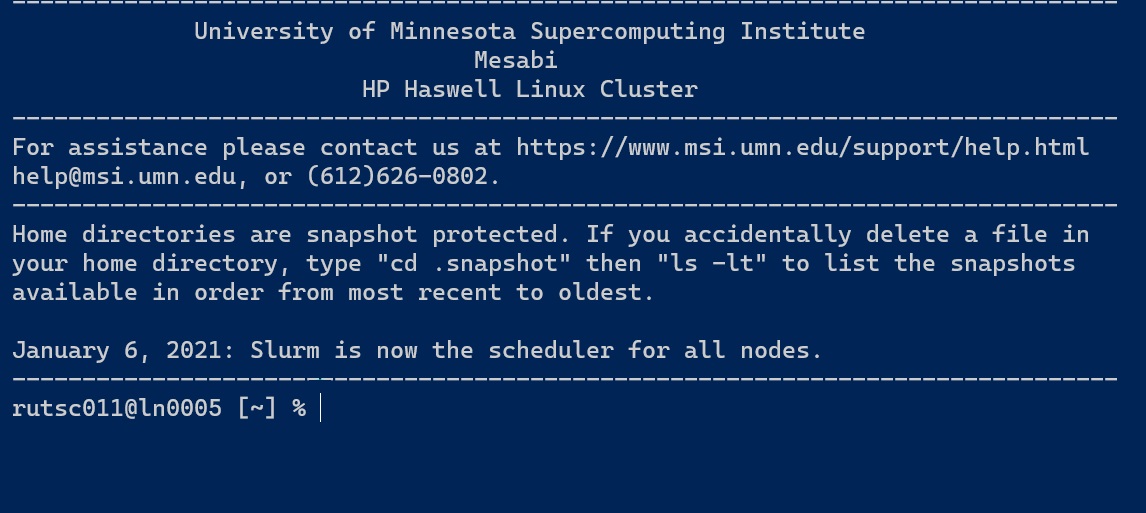 --------------------------------------------------------------------------------
University of Minnesota Supercomputing Institute
Mesabi
HP Haswell Linux Cluster
--------------------------------------------------------------------------------
For assistance please contact us at https://www.msi.umn.edu/support/help.html
help@msi.umn.edu, or (612)626-0802.
--------------------------------------------------------------------------------
Home directories are snapshot protected. If you accidentally delete a file in
your home directory, type "cd .snapshot" then "ls -lt" to list the snapshots
available in order from most recent to oldest.
January 6, 2021: Slurm is now the scheduler for all nodes.
--------------------------------------------------------------------------------
rutsc011@ln0005 [~] %